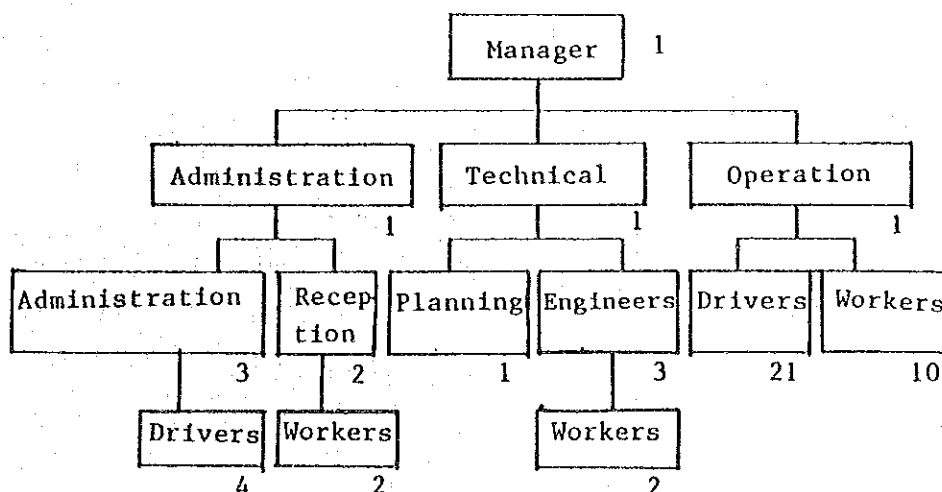 Manager 1
Administration Technical Operation
1 1 1
Administration Recep- Planning Engineers Drivers Workers
tion
3 2 1 3 21 10
Drivers Workers Workers
4 2 2